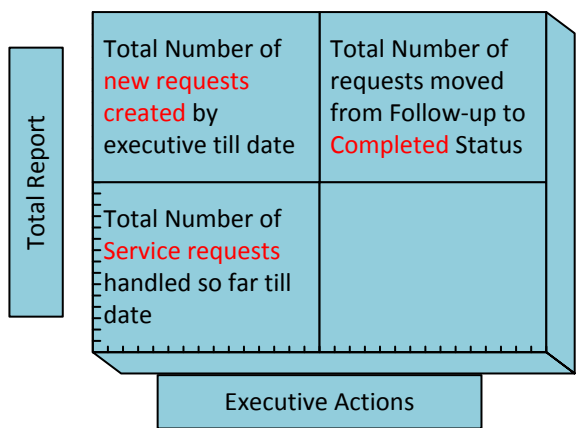 Total Report
Total Number of
new requests
created by
executive till date
Total Number of
requests moved
from Follow-up to
Completed Status
Total Number of
Service requests
handled so far till
date
Executive Actions